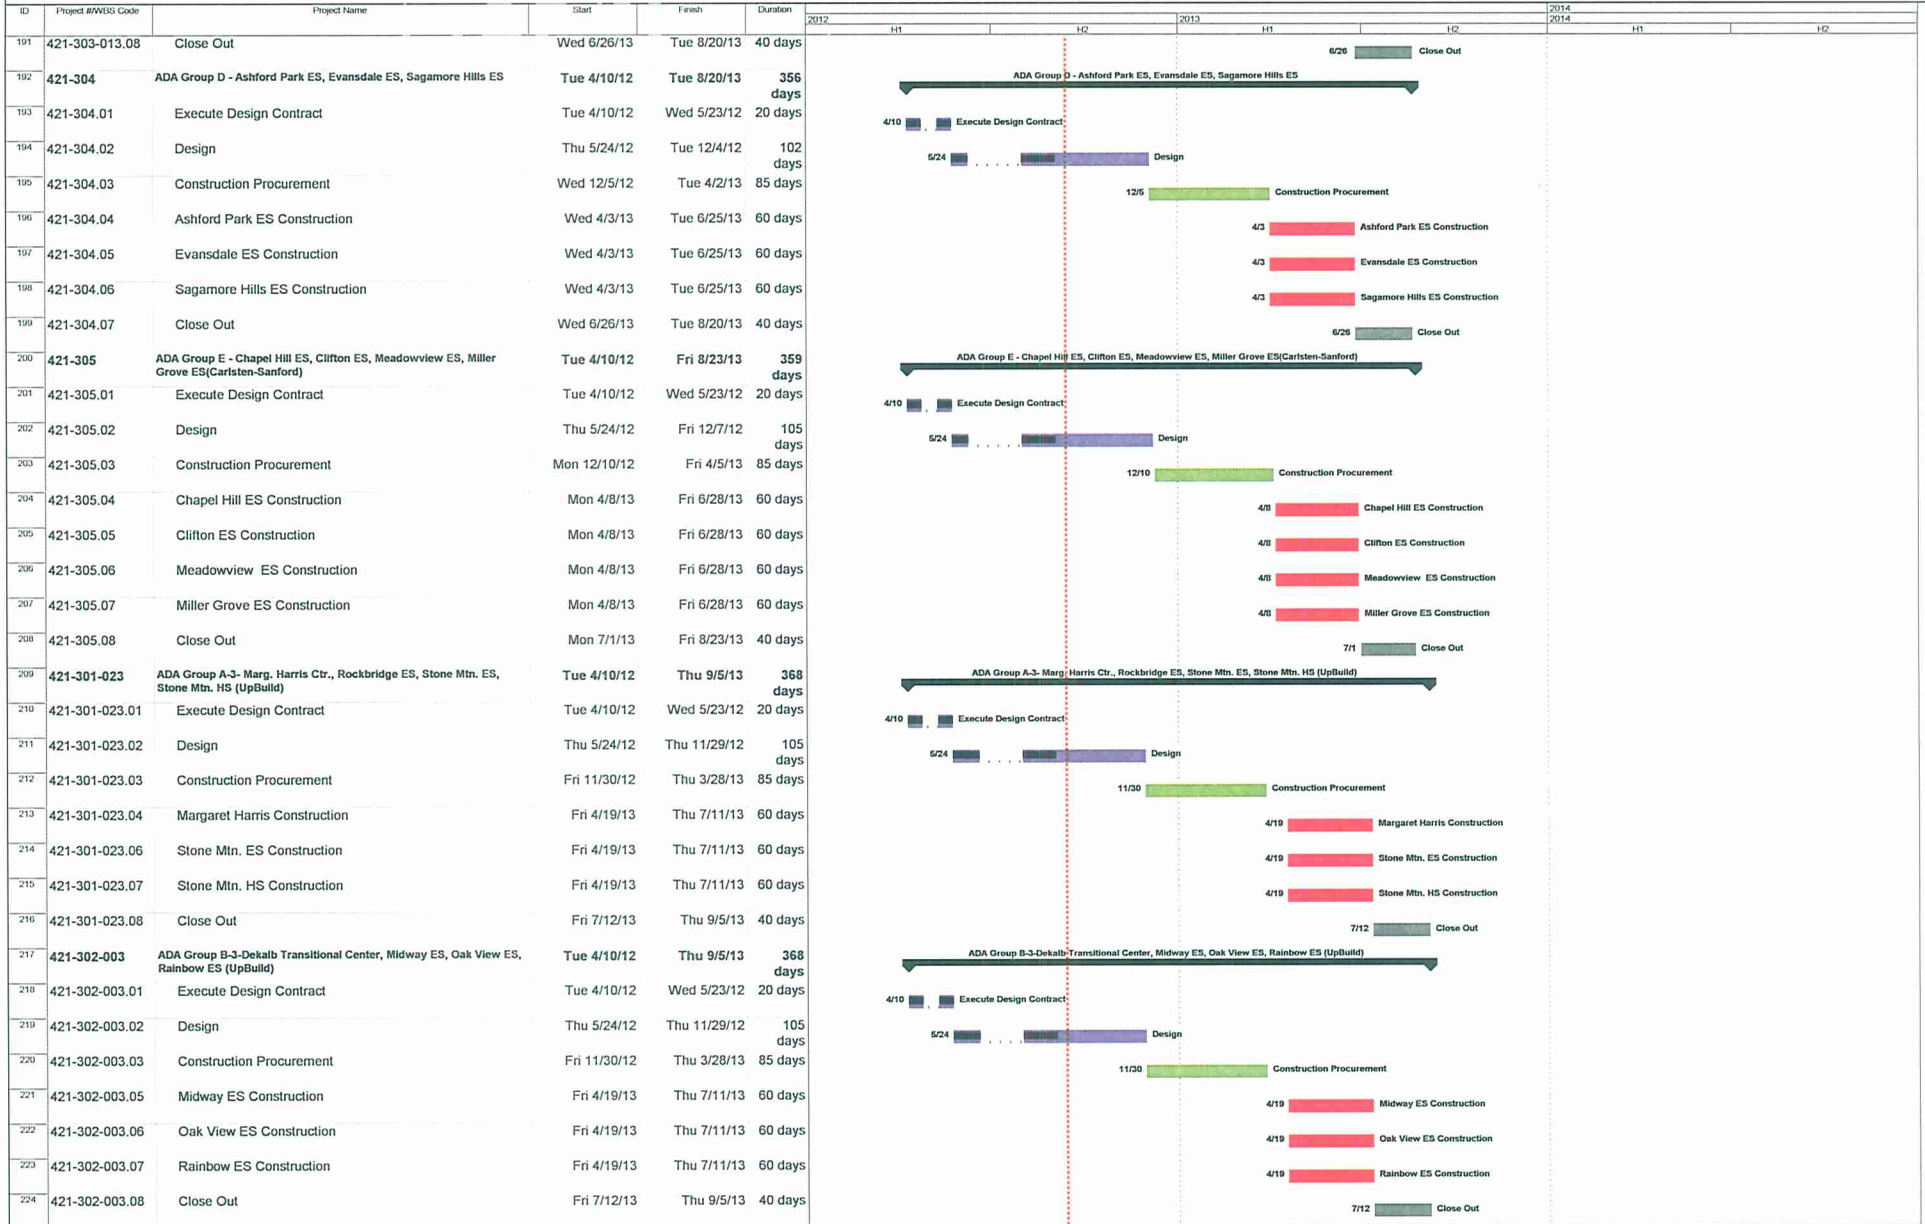 ID Project #/WBS Code Project Name Start Finish Duration
2014
2012 2013 2014
H1 H2 H1 H2 H1 H2
191 421-303-013.08 Close Out Wed 6/26/13 Tue 8/20/13 40 days 6/26 Close Out
192 421-304 ADA Group D - Ashford Park ES, Evansdale ES, Sagamore Hills ES Tue 4/10/12 Tue 8/20/13 356 ADA Group D - Ashford Park ES, Evansdale ES, Sagamore Hills ES
days
193 421-304.01 Execute Design Contract Tue 4/10/12 Wed 5/23/12 20 days 4/10 Execute Design Contract
194 421-304.02 Design Thu 5/24/12 Tue 12/4/12 102 5/24 Design
days
195 421-304.03 Construction Procurement Wed 12/5/12 Tue 4/2/13 85 days 12/5 Construction Procurement
196 421-304.04 Ashford Park ES Construction Wed 4/3/13 Tue 6/25/13 60 days 4/3 Ashford Park ES Construction
197 421-304.05 Evansdale ES Construction Wed 4/3/13 Tue 6/25/13 60 days 4/3 Evansdale ES Construction
198 421-304.06 Sagamore Hills ES Construction Wed 4/3/13 Tue 6/25/13 60 days 4/3 Sagamore Hills ES Construction
199 421-304.07 Close Out Wed 6/26/13 Tue 8/20/13 40 days 6/26 Close Out
200 421-305 ADA Group E - Chapel Hill ES, Clifton ES, Meadowview ES, Miller Tue 4/10/12 Fri 8/23/13 359 ADA Group E - Chapel Hill ES, Clifton ES, Meadowview ES, Miller Grove ES(Carlsten-Sanford)
Grove ES(Carlsten-Sanford) days
201 421-305.01 Execute Design Contract Tue 4/10/12 Wed 5/23/12 20 days 4/10 Execute Design Contract
202 421-305.02 Design Thu 5/24/12 Fri 12/7/12 105 5/24 Design
days
203 421-305.03 Construction Procurement Mon 12/10/12 Fri 4/5/13 85 days 12/10 Construction Procurement
204 421-305.04 Chapel Hill ES Construction Mon 4/8/13 Fri 6/28/13 60 days 4/8 Chapel Hill ES Construction
205 421-305.05 Clifton ES Construction Mon 4/8/13 Fri 6/28/13 60 days 4/8 Clifton ES Construction
206 421-305.06 Meadowview ES Construction Mon 4/8/13 Fri 6/28/13 60 days 4/8 Meadowview ES Construction
207 421-305.07 Miller Grove ES Construction Mon 4/8/13 Fri 6/28/13 60 days 4/8 Miller Grove ES Construction
208 421-305.08 Close Out Mon 7/1/13 Fri 8/23/13 40 days 7/1 Close Out
209 421-301-023 ADA Group A-3- Marg. Harris Ctr., Rockbridge ES, Stone Mtn. ES, Tue 4/10/12 Thu 9/5/13 368 ADA Group A-3- Marg. Harris Ctr., Rockbridge ES, Stone Mtn. ES, Stone Mtn. HS (UpBuild)
Stone Mtn. HS (UpBuild) days
210 421-301-023.01 Execute Design Contract Tue 4/10/12 Wed 5/23/12 20 days 4/10 Execute Design Contract
211 421-301-023.02 Design Thu 5/24/12 Thu 11/29/12 105 5/24 Design
days
212 421-301-023.03 Construction Procurement Fri 11/30/12 Thu 3/28/13 85 days 11/30 Construction Procurement
213 421-301-023.04 Margaret Harris Construction Fri 4/19/13 Thu 7/11/13 60 days 4/19 Margaret Harris Construction
214 421-301-023.06 Stone Mtn. ES Construction Fri 4/19/13 Thu 7/11/13 60 days 4/19 Stone Mtn. ES Construction
215 421-301-023.07 Stone Mtn. HS Construction Fri 4/19/13 Thu 7/11/13 60 days 4/19 Stone Mtn. HS Construction
216 421-301-023.08 Close Out Fri 7/12/13 Thu 9/5/13 40 days 7/12 Close Out
217 421-302-003 ADA Group B-3-Dekalb Transitional Center, Midway ES, Oak View ES, Tue 4/10/12 Thu 9/5/13 368 ADA Group B-3-Dekalb Transitional Center, Midway ES, Oak View ES, Rainbow ES (UpBuild)
Rainbow ES (UpBuild) days
218 421-302-003.01 Execute Design Contract Tue 4/10/12 Wed 5/23/12 20 days 4/10 Execute Design Contract
219 421-302-003.02 Design Thu 5/24/12 Thu 11/29/12 105 5/24 Design
days
220 421-302-003.03 Construction Procurement Fri 11/30/12 Thu 3/28/13 85 days 11/30 Construction Procurement
221 421-302-003.05 Midway ES Construction Fri 4/19/13 Thu 7/11/13 60 days 4/19 Midway ES Construction
222 421-302-003.06 Oak View ES Construction Fri 4/19/13 Thu 7/11/13 60 days 4/19 Oak View ES Construction
223 421-302-003.07 Rainbow ES Construction Fri 4/19/13 Thu 7/11/13 60 days 4/19 Rainbow ES Construction
224 421-302-003.08 Close Out Fri 7/12/13 Thu 9/5/13 40 days 7/12 Close Out